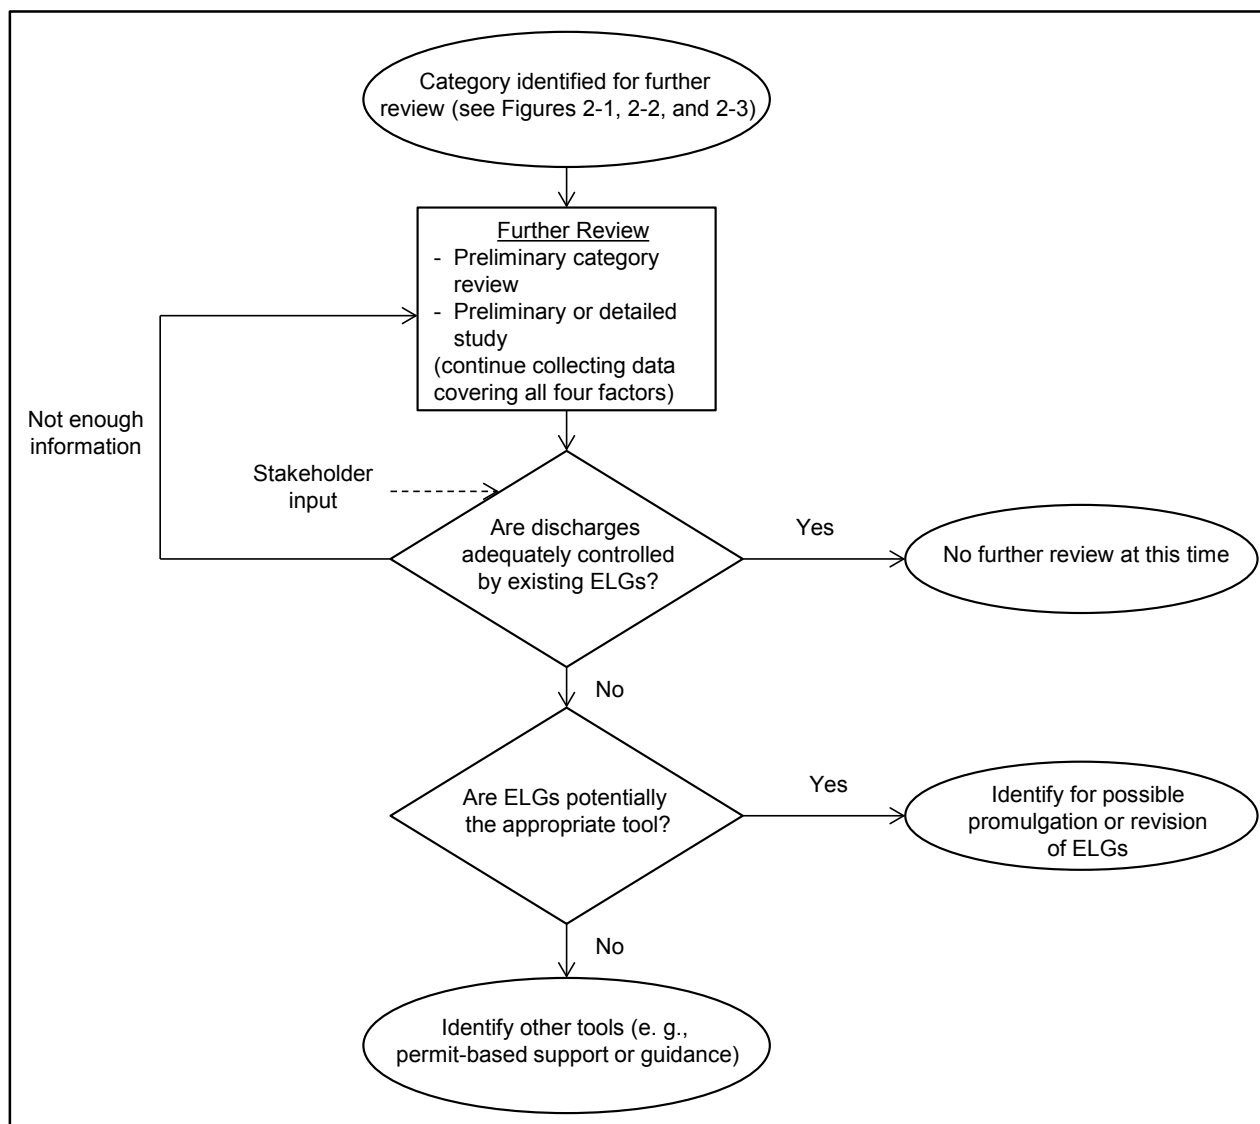 Category identified for further
review (see Figures 2-1, 2-2, and 2-3)
Further Review
- Preliminary category
review
- Preliminary or detailed
study
(continue collecting data
covering all four factors)
Not enough
information
Stakeholder
input
Are discharges
adequately controlled
by existing ELGs?
Yes
No further review at this time
No
Are ELGs potentially
the appropriate tool?
Yes
Identify for possible
promulgation or revision
of ELGs
No
Identify other tools (e. g.,
permit-based support or guidance)